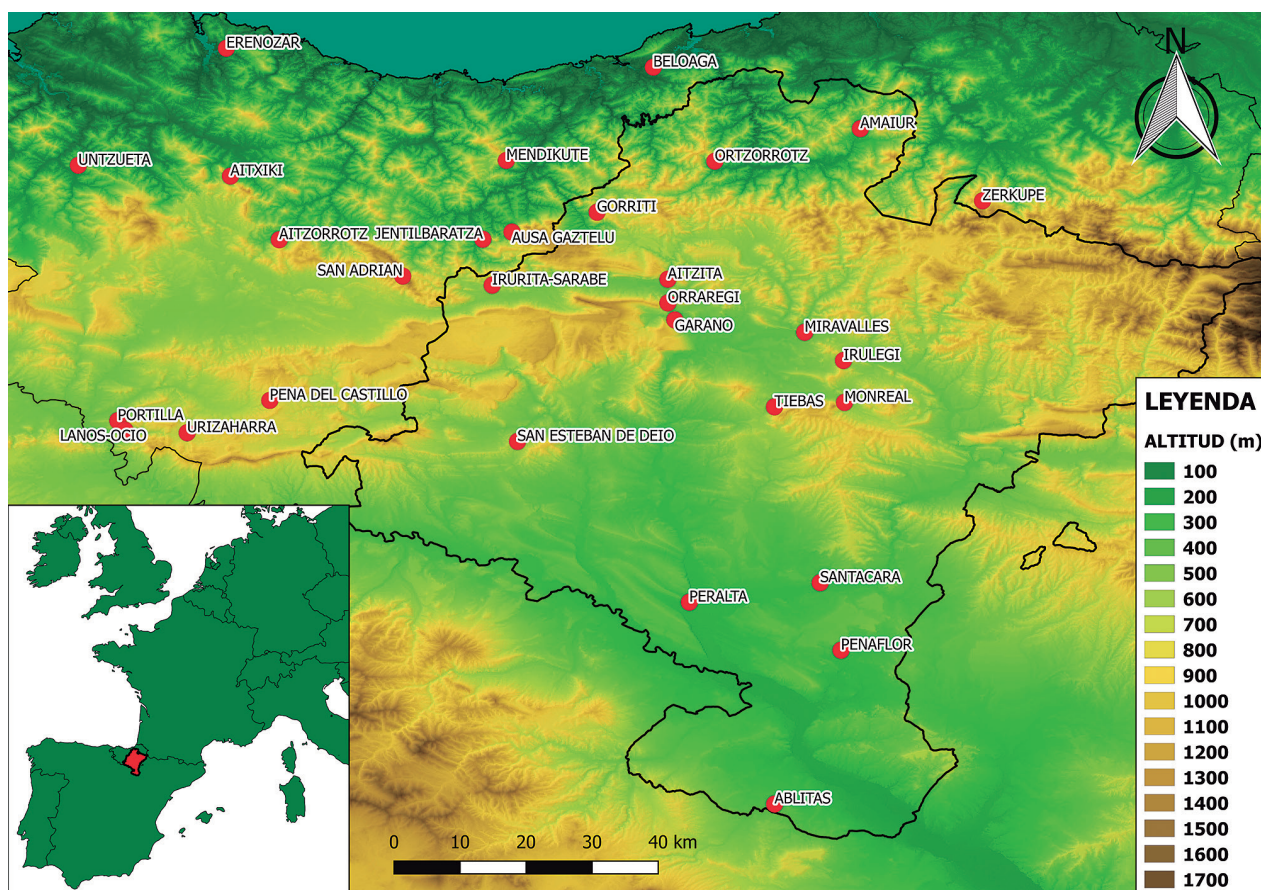 ERENOZAR
BELOAGA
N
AMAIUR
UNTZUETA
AITXIKI
MENDIKUTE
ORTZORROTZ
ZERKUPE
GORRITI
AITZORROTZ
JENTILBARATZA
AUSA GAZTELU
SAN ADRIAN
IRURITA-SARABE
AITZITA
ORRAREGI
GARANO
MIRAVALLES
IRULEGI
PENA DEL CASTILLO
TIEBAS
MONREAL
PORTILLA
LANOS-OCIO
URIZAHARRA
SAN ESTEBAN DE DEIO
SANTACARA
PERALTA
PENAFLOR
ABLITAS
0 10 20 30 40 km
LEYENDA
ALTITUD (m)
100
200
300
400
500
600
700
800
900
1000
1100
1200
1300
1400
1500
1600
1700